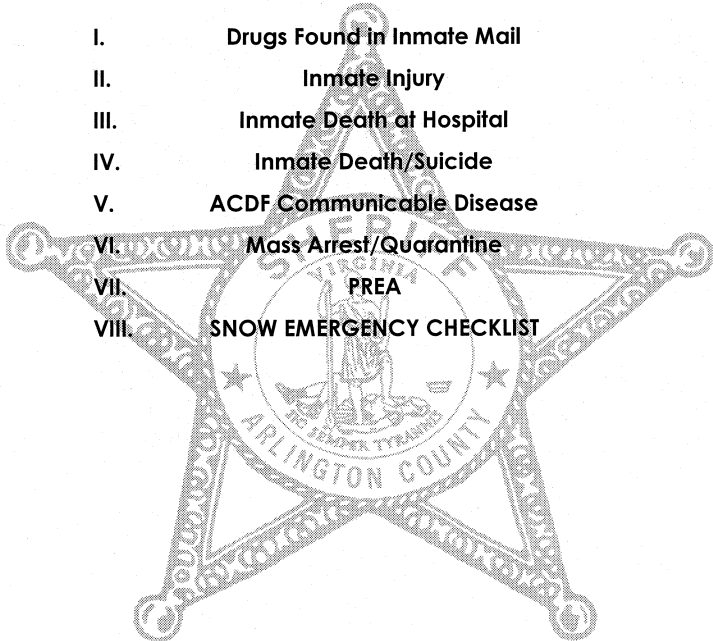 I. Drugs Found in Inmate Mail
II. Inmate Injury
III. Inmate Death at Hospital
IV. Inmate Death/Suicide
V. ACDF Communicable Disease
VI. Mass Arrest/Quarantine
VII. PREA
VIII. SNOW EMERGENCY CHECKLIST
SHERIFF
VIRGINIA
SIC SEMPER TYRANNIS
ARLINGTON COUNTY